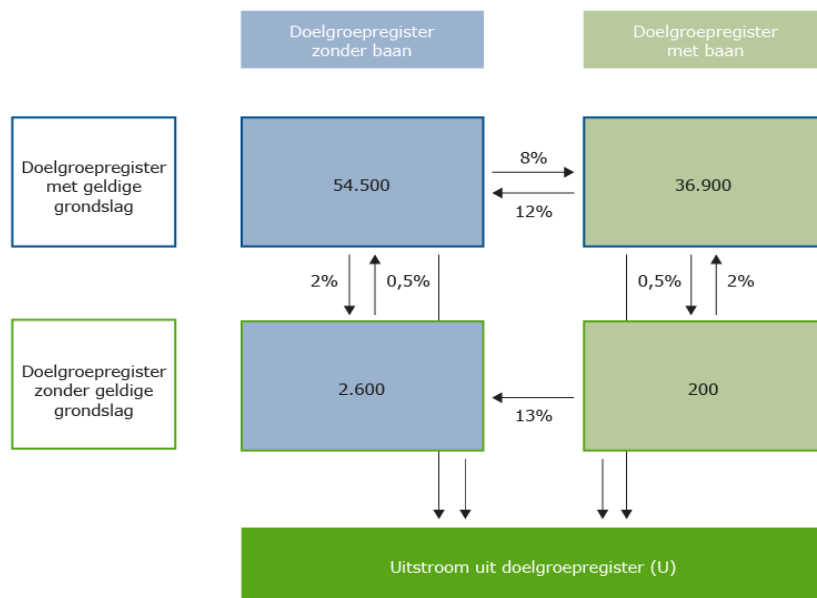 Doelgroepregister
zonder baan
Doelgroepregister
met baan
Doelgroepregister
met geldige
grondslag
54.500
8%
12%
36.900
2%
0,5%
0,5%
2%
Doelgroepregister
zonder geldige
grondslag
2.600
13%
200
Uitstroom uit doelgroepregister (U)